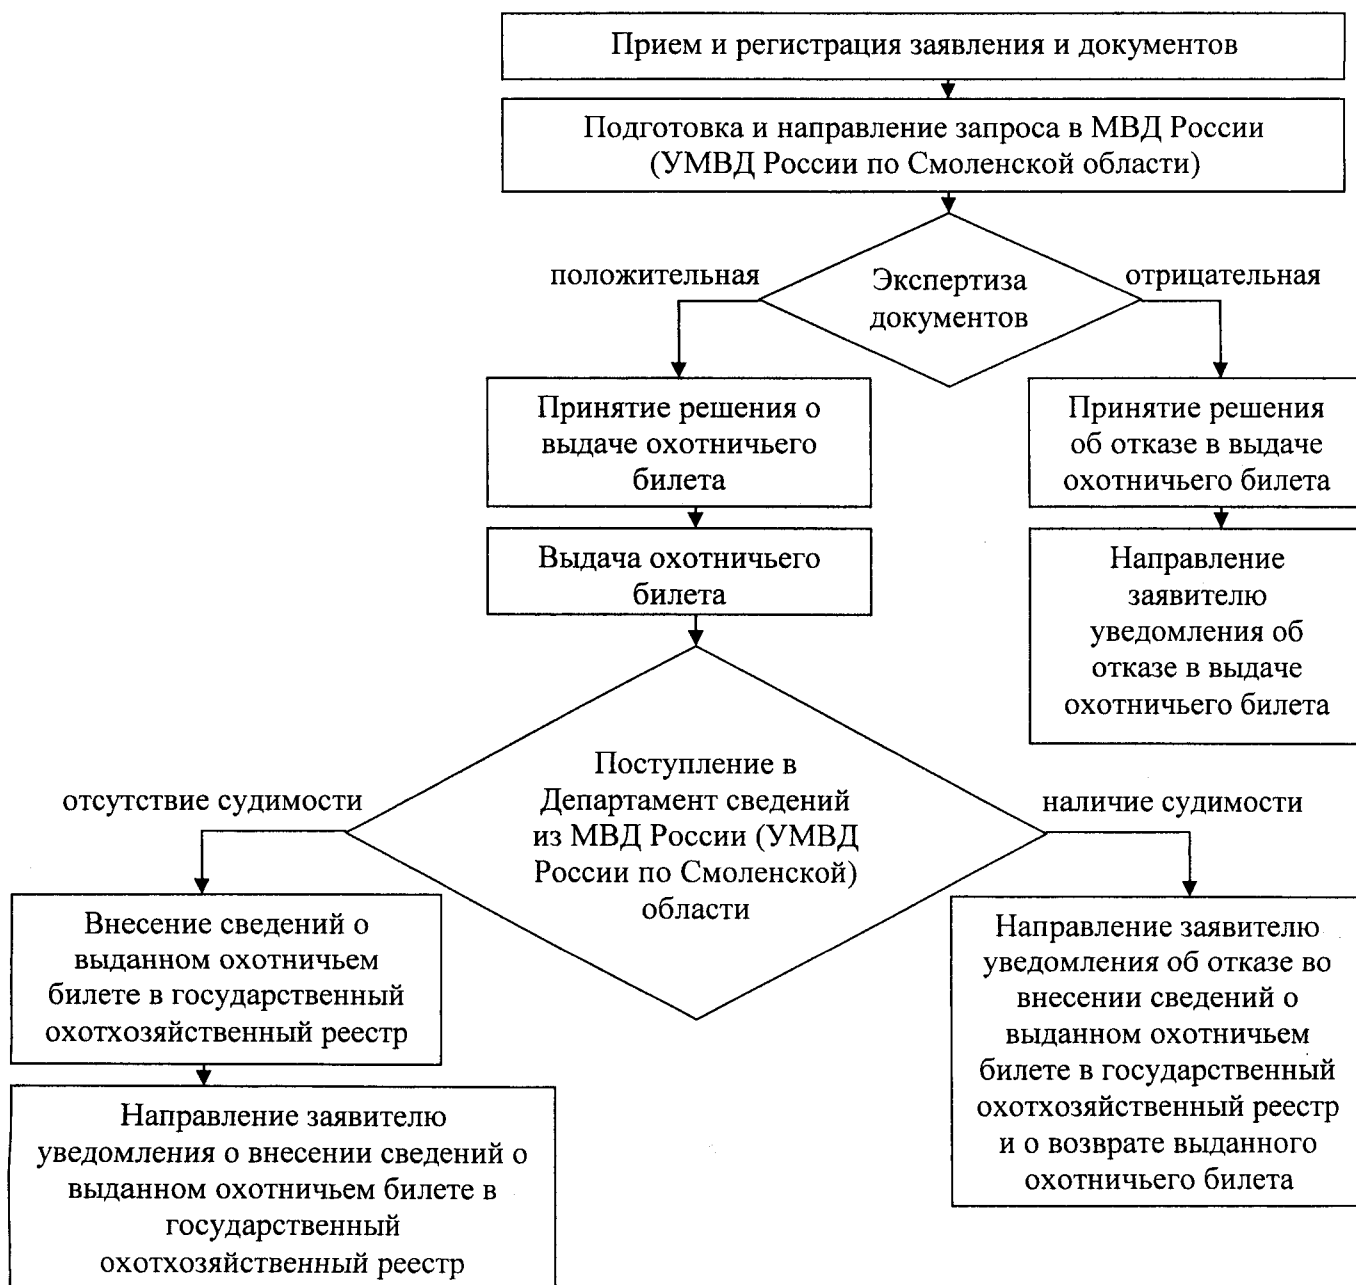 Прием и регистрация заявления и документов
Подготовка и направление запроса в МВД России
(УМВД России по Смоленской области)
положительная
Экспертиза
документов
отрицательная
Принятие решения о
выдаче охотничьего
билета
Принятие решения
об отказе в выдаче
охотничьего билета
Выдача охотничьего
билета
Направление
заявителю
уведомления об
отказе в выдаче
охотничьего билета
Поступление в
Департамент сведений
из МВД России (УМВД
России по Смоленской)
области
отсутствие судимости
наличие судимости
Внесение сведений о
выданном охотничьем
билете в государственный
охотхозяйственный реестр
Направление заявителю
уведомления об отказе во
внесении сведений о
выданном охотничьем
билете в государственный
охотхозяйственный реестр
и о возврате выданного
охотничьего билета
Направление заявителю
уведомления о внесении сведений о
выданном охотничьем билете в
государственный
охотхозяйственный реестр